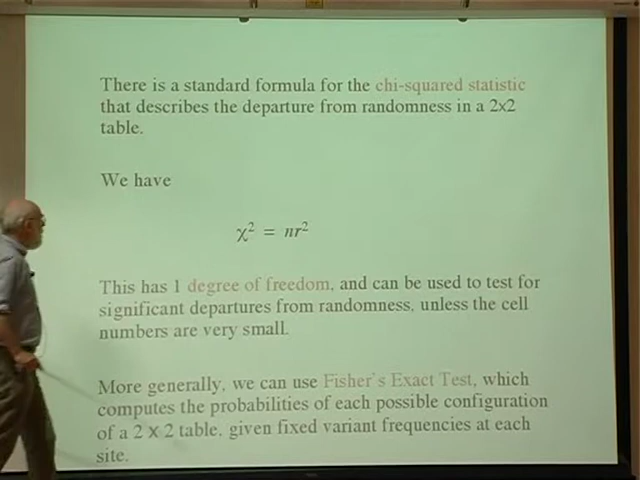 There is a standard formula for the chi-squared statistic
that describes the departure from randomness in a 2x2
table.
We have
χ² = nr²
This has 1 degree of freedom, and can be used to test for
significant departures from randomness, unless the cell
numbers are very small.
More generally, we can use Fisher's Exact Test, which
computes the probabilities of each possible configuration
of a 2 x 2 table, given fixed variant frequencies at each
site.